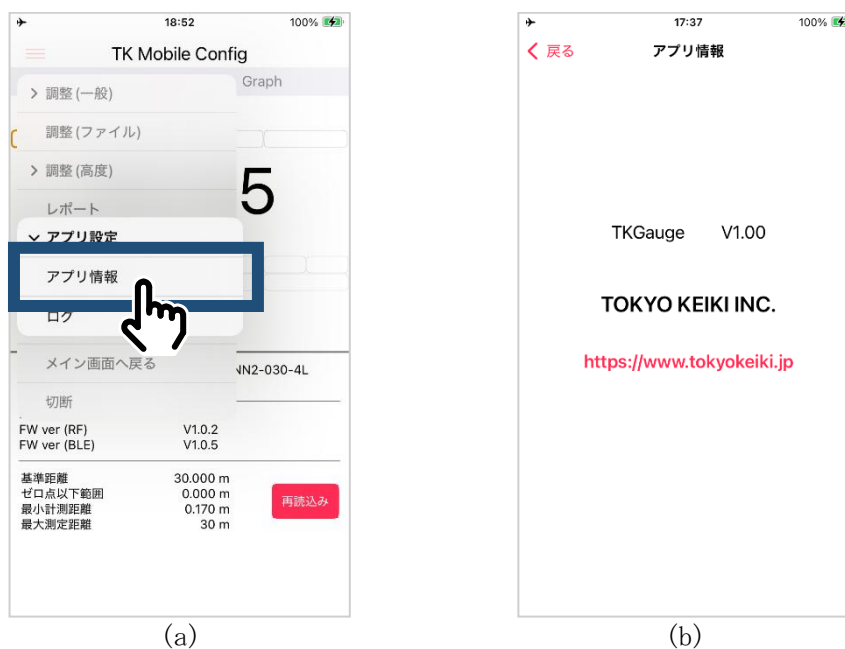 18:52
100%
TK Mobile Config
Graph
調整 (一般)
調整 (ファイル)
調整 (高度)
レポート
5
アプリ設定
アプリ情報
ログ
メイン画面へ戻る
NN2-030-4L
切断
FW ver (RF) V1.0.2
FW ver (BLE) V1.0.5
基準距離 30.000 m
ゼロ点以下範囲 0.000 m
最小計測距離 0.170 m
最大測定距離 30 m
再読込み
(a)
17:37
100%
戻る
アプリ情報
TKGauge V1.00
TOKYO KEIKI INC.
https://www.tokyokeiki.jp
(b)